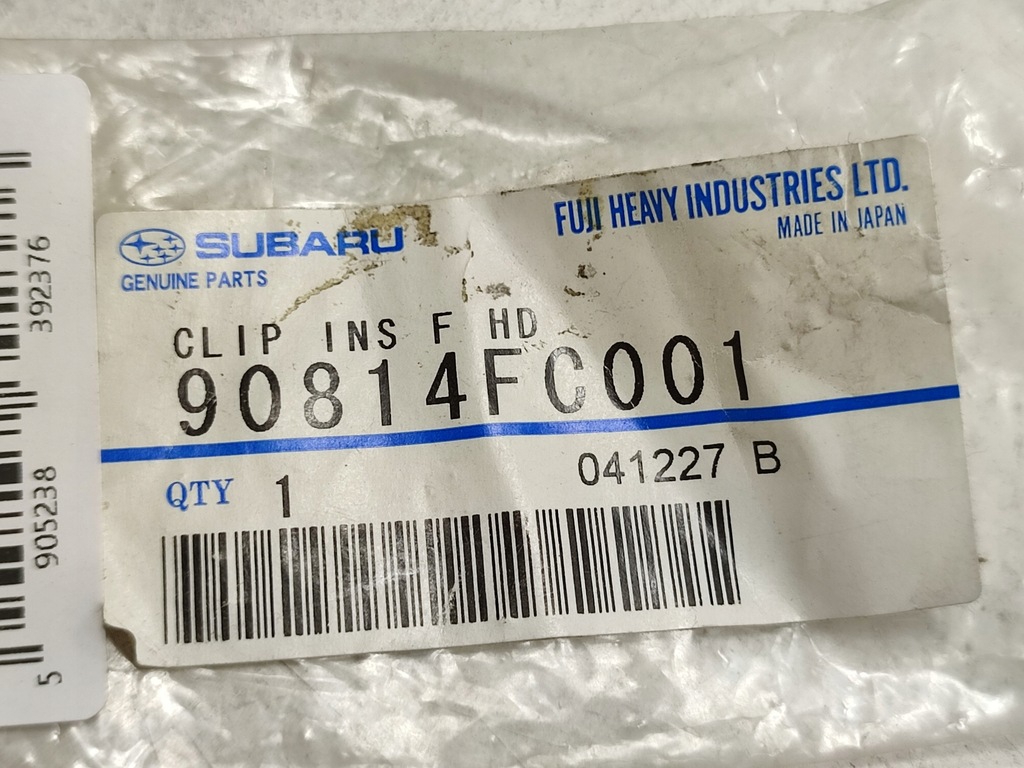 SUBARU
GENUINE PARTS
FUJI HEAVY INDUSTRIES LTD.
MADE IN JAPAN
CLIP INS F HD
90814FC001
QTY 1
041227 B
5 905238 392376